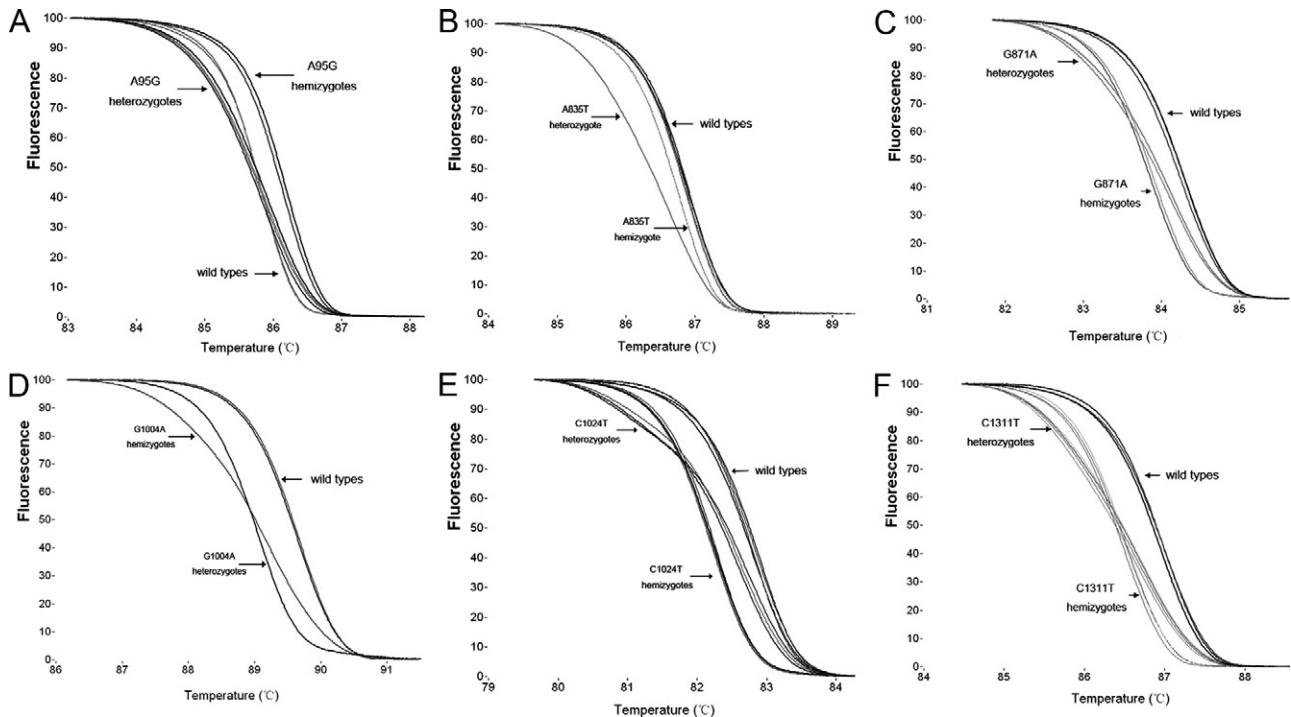 A
Fluorescence
100-
90-
80-
70-
60-
50-
40-
30-
20-
10-
0-
A95G
hemizygotes
A95G
heterozygotes
wild types
83
84
85
86
87
88
Temperature (℃)
B
Fluorescence
100-
90-
80-
70-
60-
50-
40-
30-
20-
10-
0-
A835T
heterozygote
wild types
A835T
hemizygote
84
85
86
87
88
89
Temperature (℃)
C
Fluorescence
100-
90-
80-
70-
60-
50-
40-
30-
20-
10-
0-
G871A
heterozygotes
wild types
G871A
hemizygotes
81
82
83
84
85
Temperature (℃)
D
Fluorescence
100-
90-
80-
70-
60-
50-
40-
30-
20-
10-
0-
G1004A
hemizygotes
wild types
G1004A
heterozygotes
86
87
88
89
90
91
Temperature (℃)
E
Fluorescence
100-
90-
80-
70-
60-
50-
40-
30-
20-
10-
0-
C1024T
heterozygotes
wild types
C1024T
hemizygotes
79
80
81
82
83
84
Temperature (℃)
F
Fluorescence
100-
90-
80-
70-
60-
50-
40-
30-
20-
10-
0-
C1311T
heterozygotes
wild types
C1311T
hemizygotes
84
85
86
87
88
Temperature (℃)